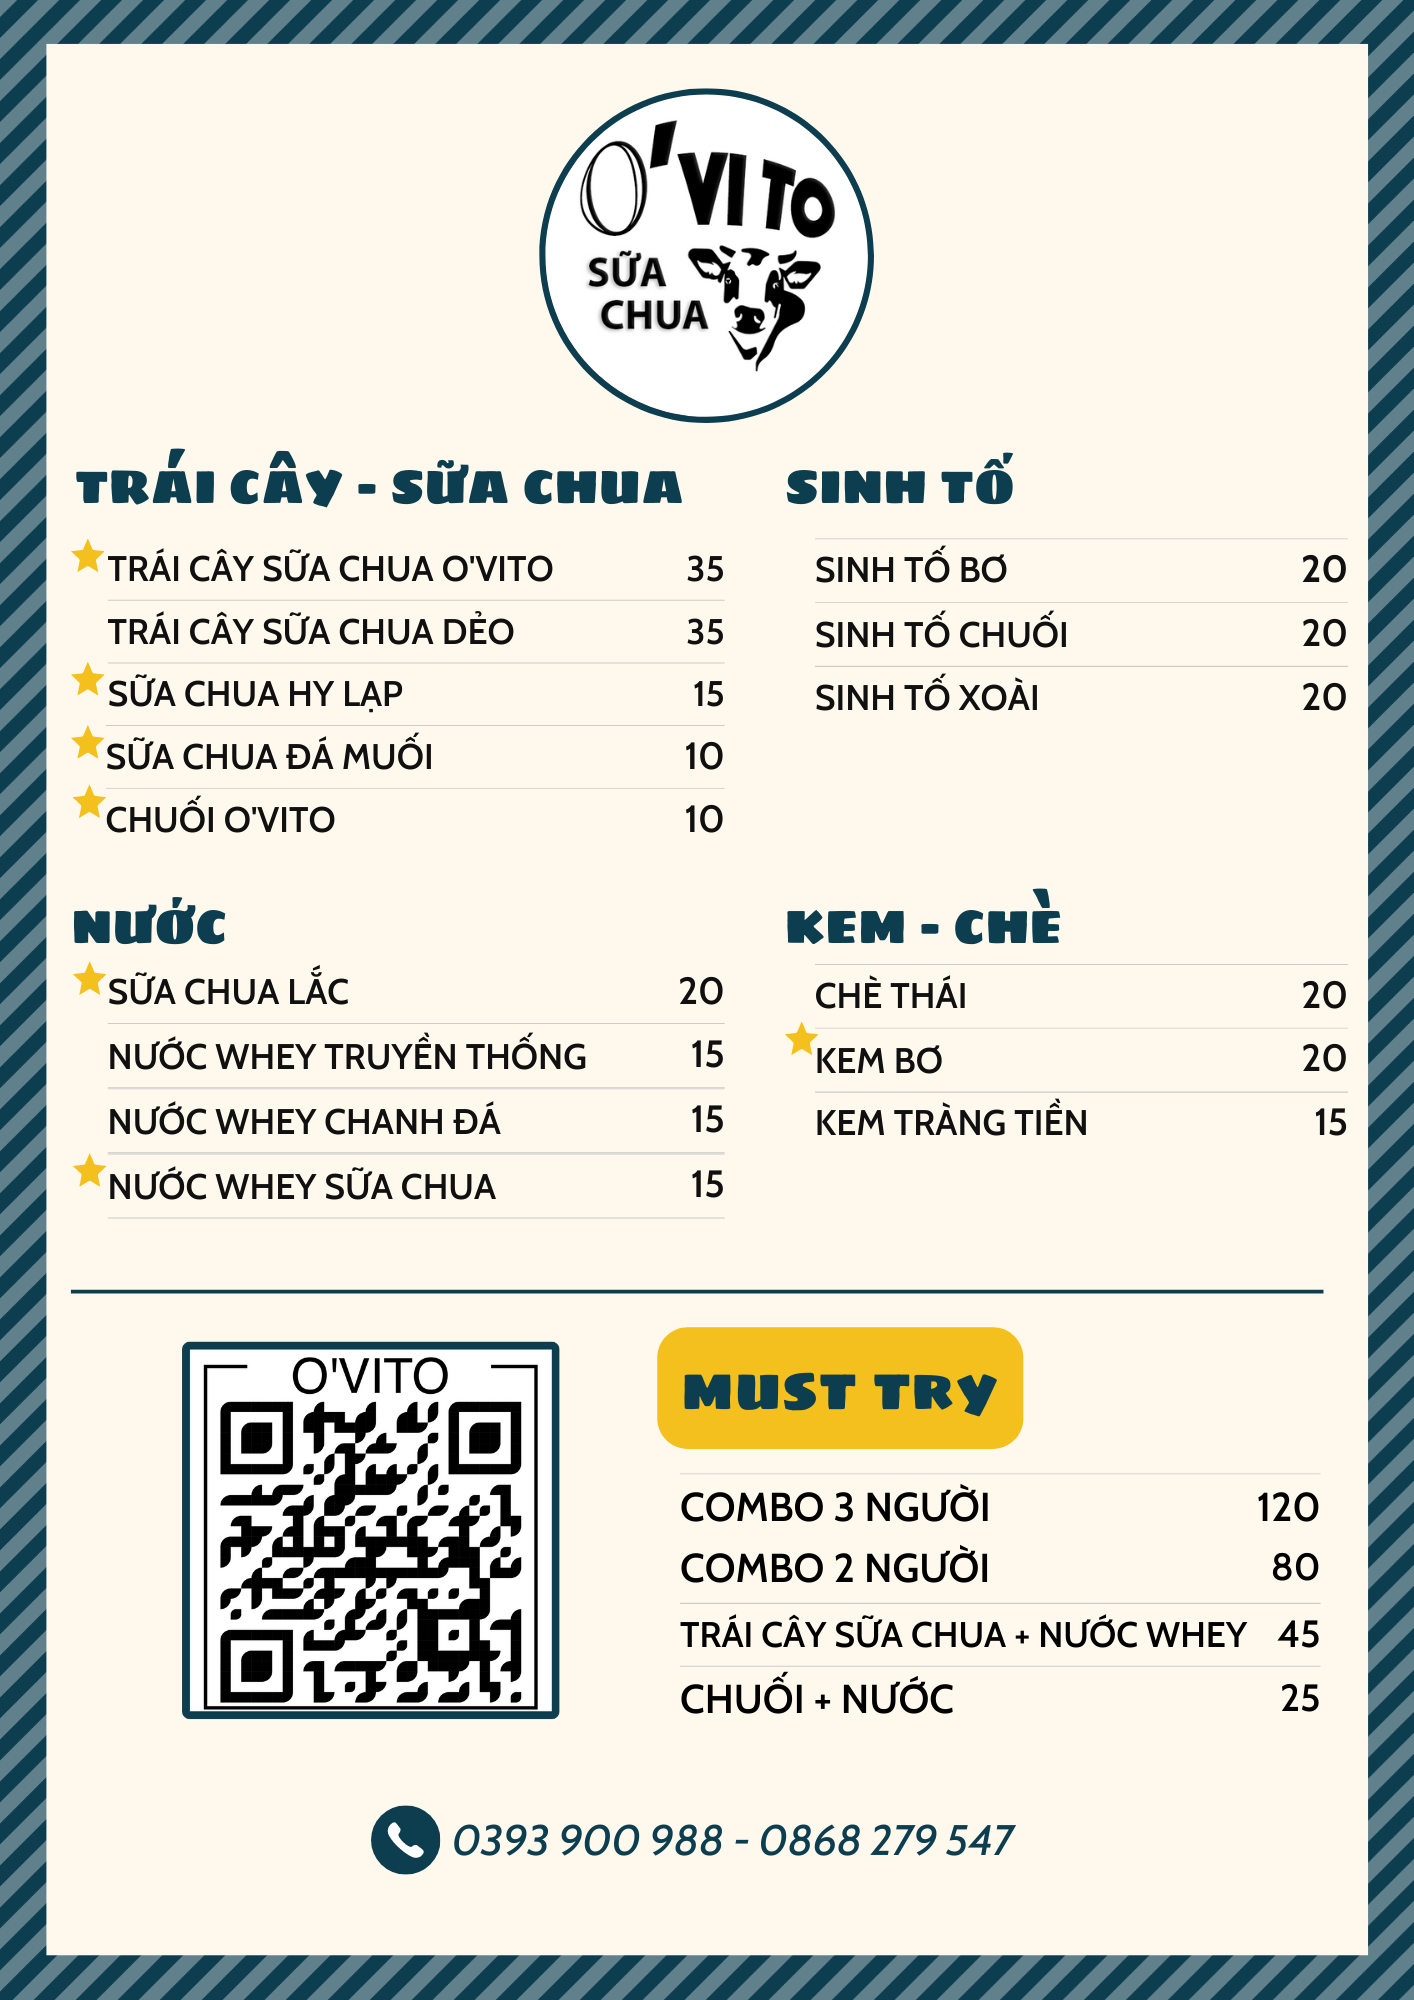 O'VITO
SỮA
CHUA
TRÁI CÂY - SỮA CHUA
TRÁI CÂY SỮA CHUA O'VITO 35
TRÁI CÂY SỮA CHUA DẺO 35
SỮA CHUA HY LẠP 15
SỮA CHUA ĐÁ MUỐI 10
CHUỐI O'VITO 10
SINH TỐ
SINH TỐ BƠ 20
SINH TỐ CHUỐI 20
SINH TỐ XOÀI 20
NƯỚC
SỮA CHUA LẮC 20
NƯỚC WHEY TRUYỀN THỐNG 15
NƯỚC WHEY CHANH ĐÁ 15
NƯỚC WHEY SỮA CHUA 15
KEM - CHÈ
CHÈ THÁI 20
KEM BƠ 20
KEM TRÀNG TIỀN 15
O'VITO
MUST TRY
COMBO 3 NGƯỜI 120
COMBO 2 NGƯỜI 80
TRÁI CÂY SỮA CHUA + NƯỚC WHEY 45
CHUỐI + NƯỚC 25
0393 900 988 - 0868 279 547